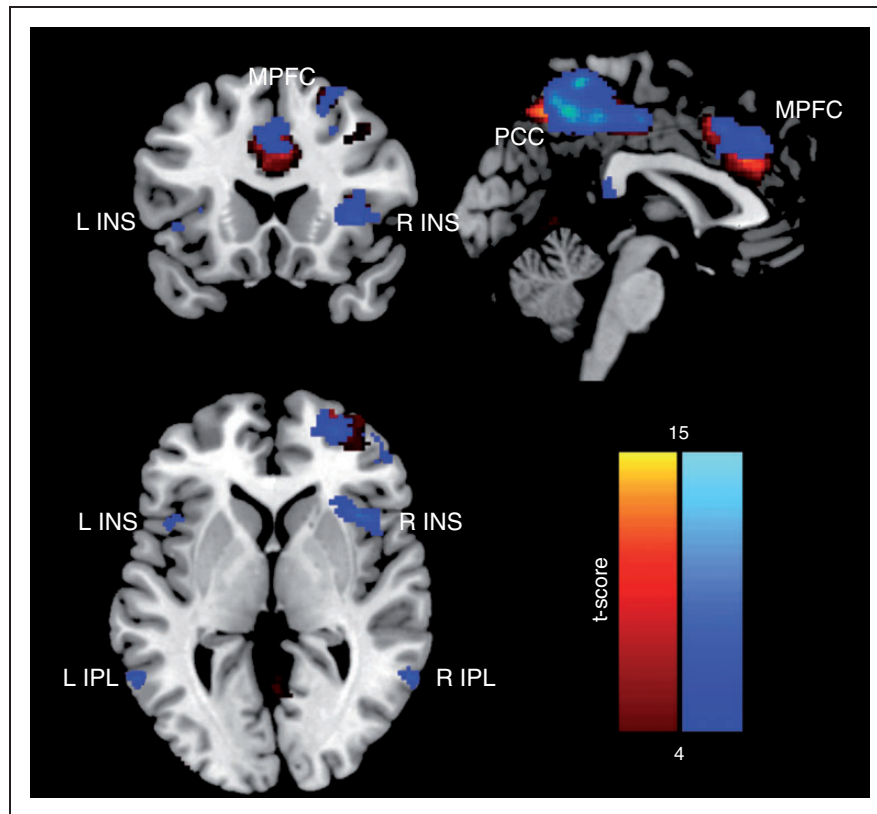 MPFC
MPFC
PCC
L INS
R INS
L INS
R INS
L IPL
R IPL
15
t-score
4